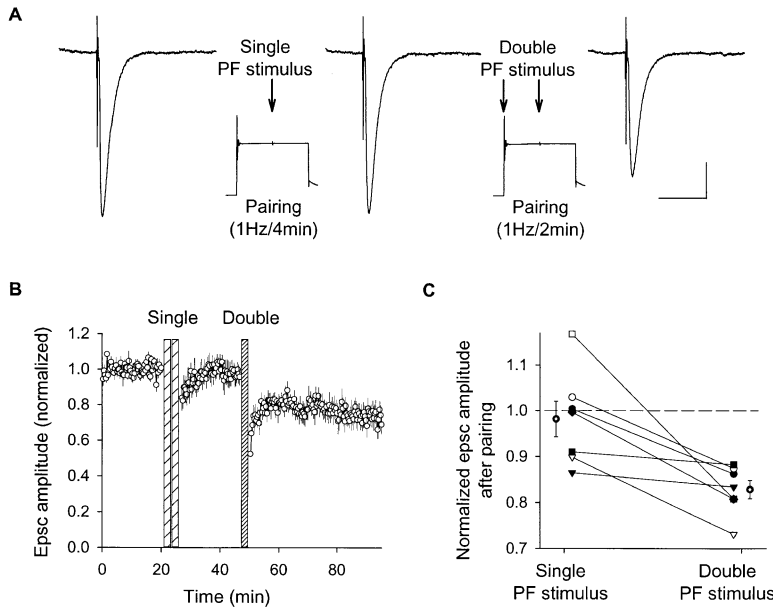 A
Single
PF stimulus
Double
PF stimulus
Pairing
(1Hz/4min)
Pairing
(1Hz/2min)
B
Single
Double
Epsc amplitude (normalized)
1.2
1.0
0.8
0.6
0.4
0.2
0.0
0
20
40
60
80
Time (min)
C
Normalized epsc amplitude
after pairing
1.1
1.0
0.9
0.8
0.7
Single
PF stimulus
Double
PF stimulus